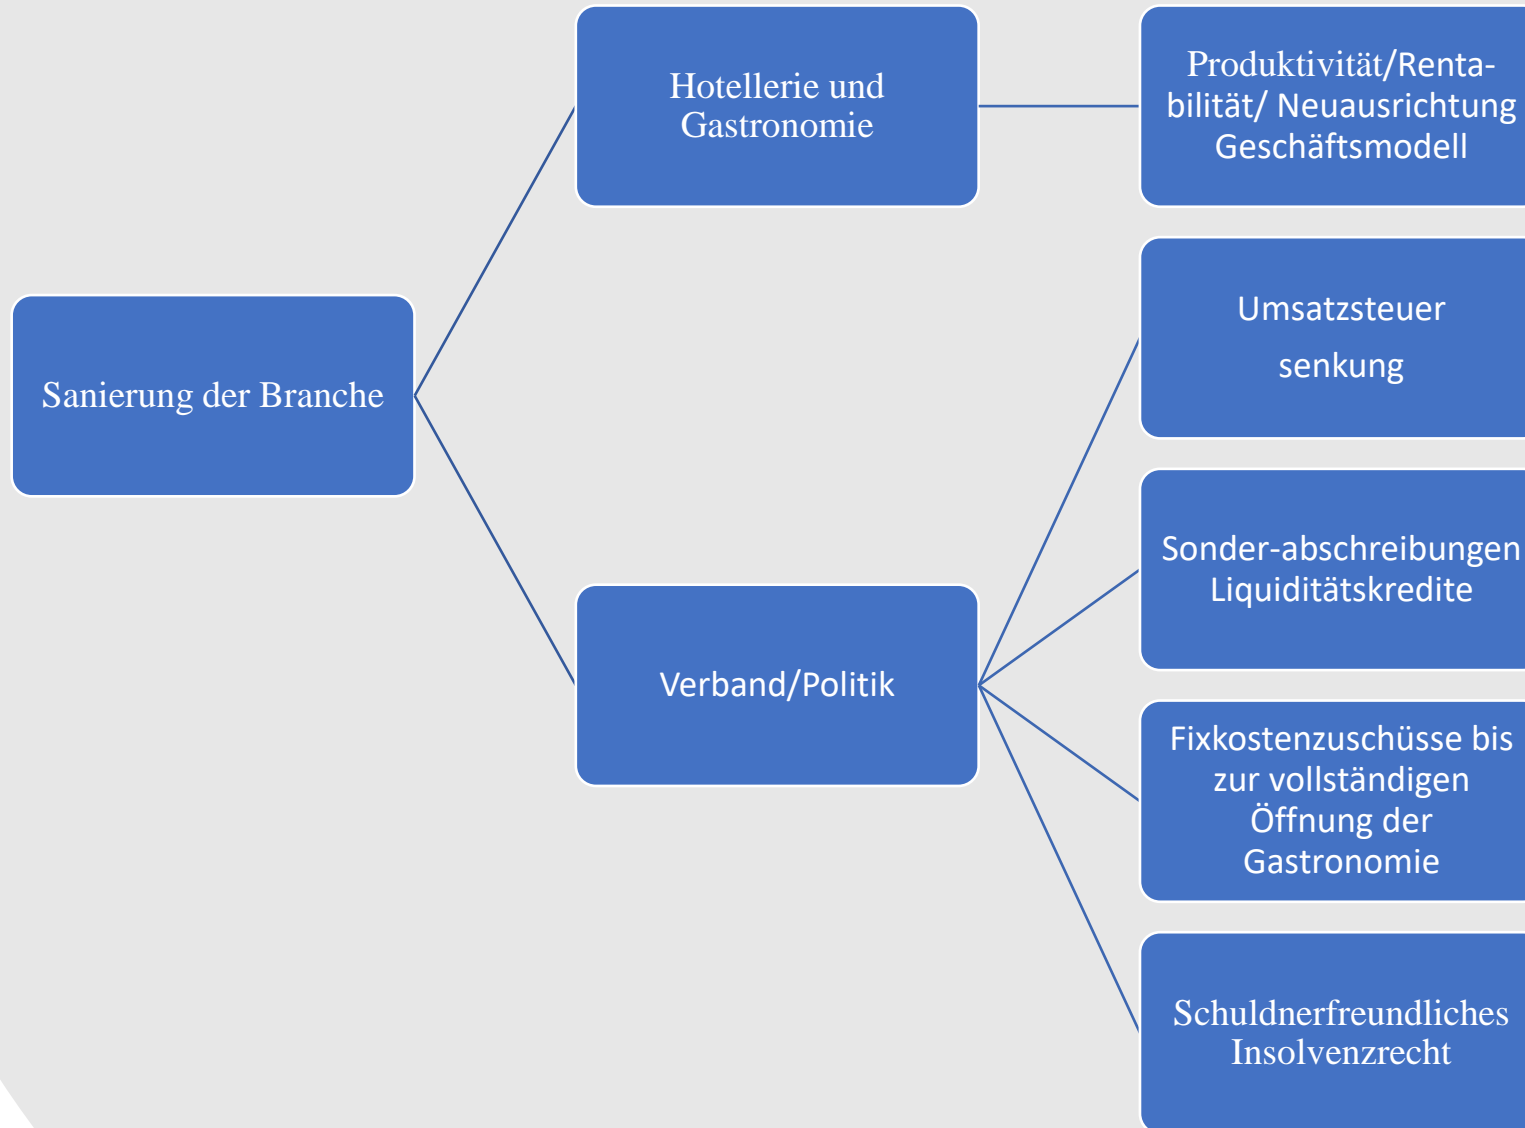 Sanierung der Branche
Hotellerie und
Gastronomie
Produktivität/Renta-
bilität/ Neuausrichtung
Geschäftsmodell
Verband/Politik
Umsatzsteuer
senkung
Sonder-abschreibungen
Liquiditätskredite
Fixkostenzuschüsse bis
zur vollständigen
Öffnung der
Gastronomie
Schuldnerfreundliches
Insolvenzrecht